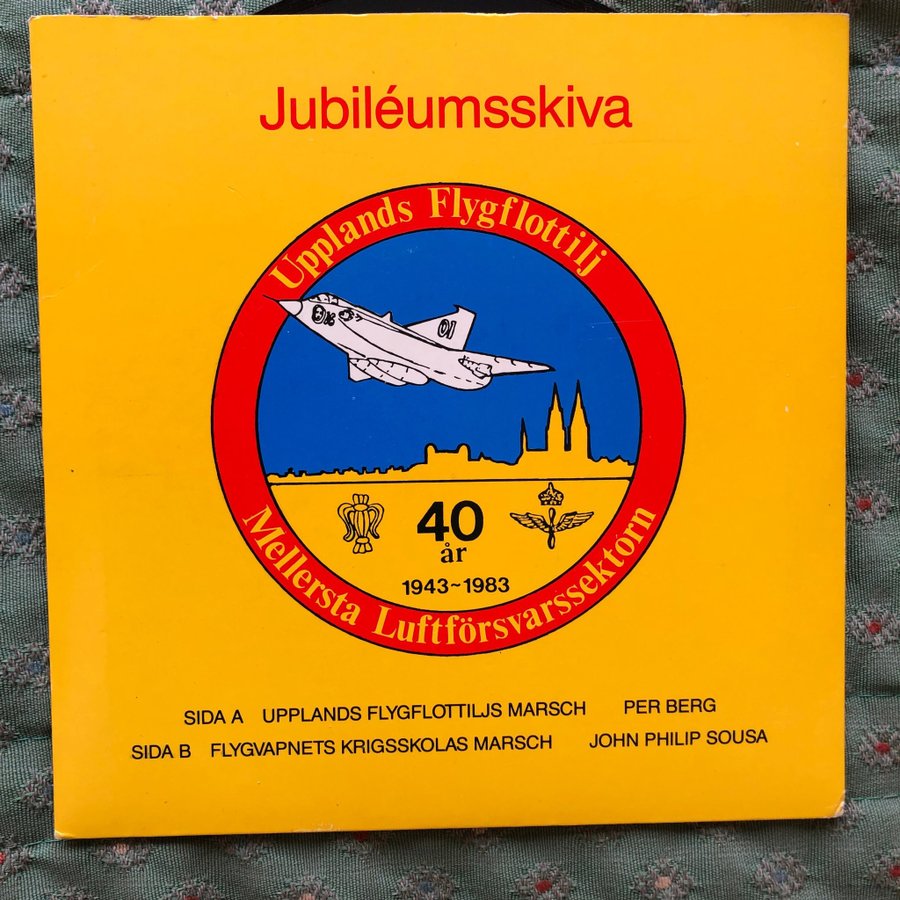 Jubiléumsskiva
Upplands Flygflottilj
01
40
år
1943~1983
Mellersta Luftförsvarssektorn
SIDA A UPPLANDS FLYGFLOTTILJS MARSCH PER BERG
SIDA B FLYGVAPNETS KRIGSSKOLAS MARSCH JOHN PHILIP SOUSA